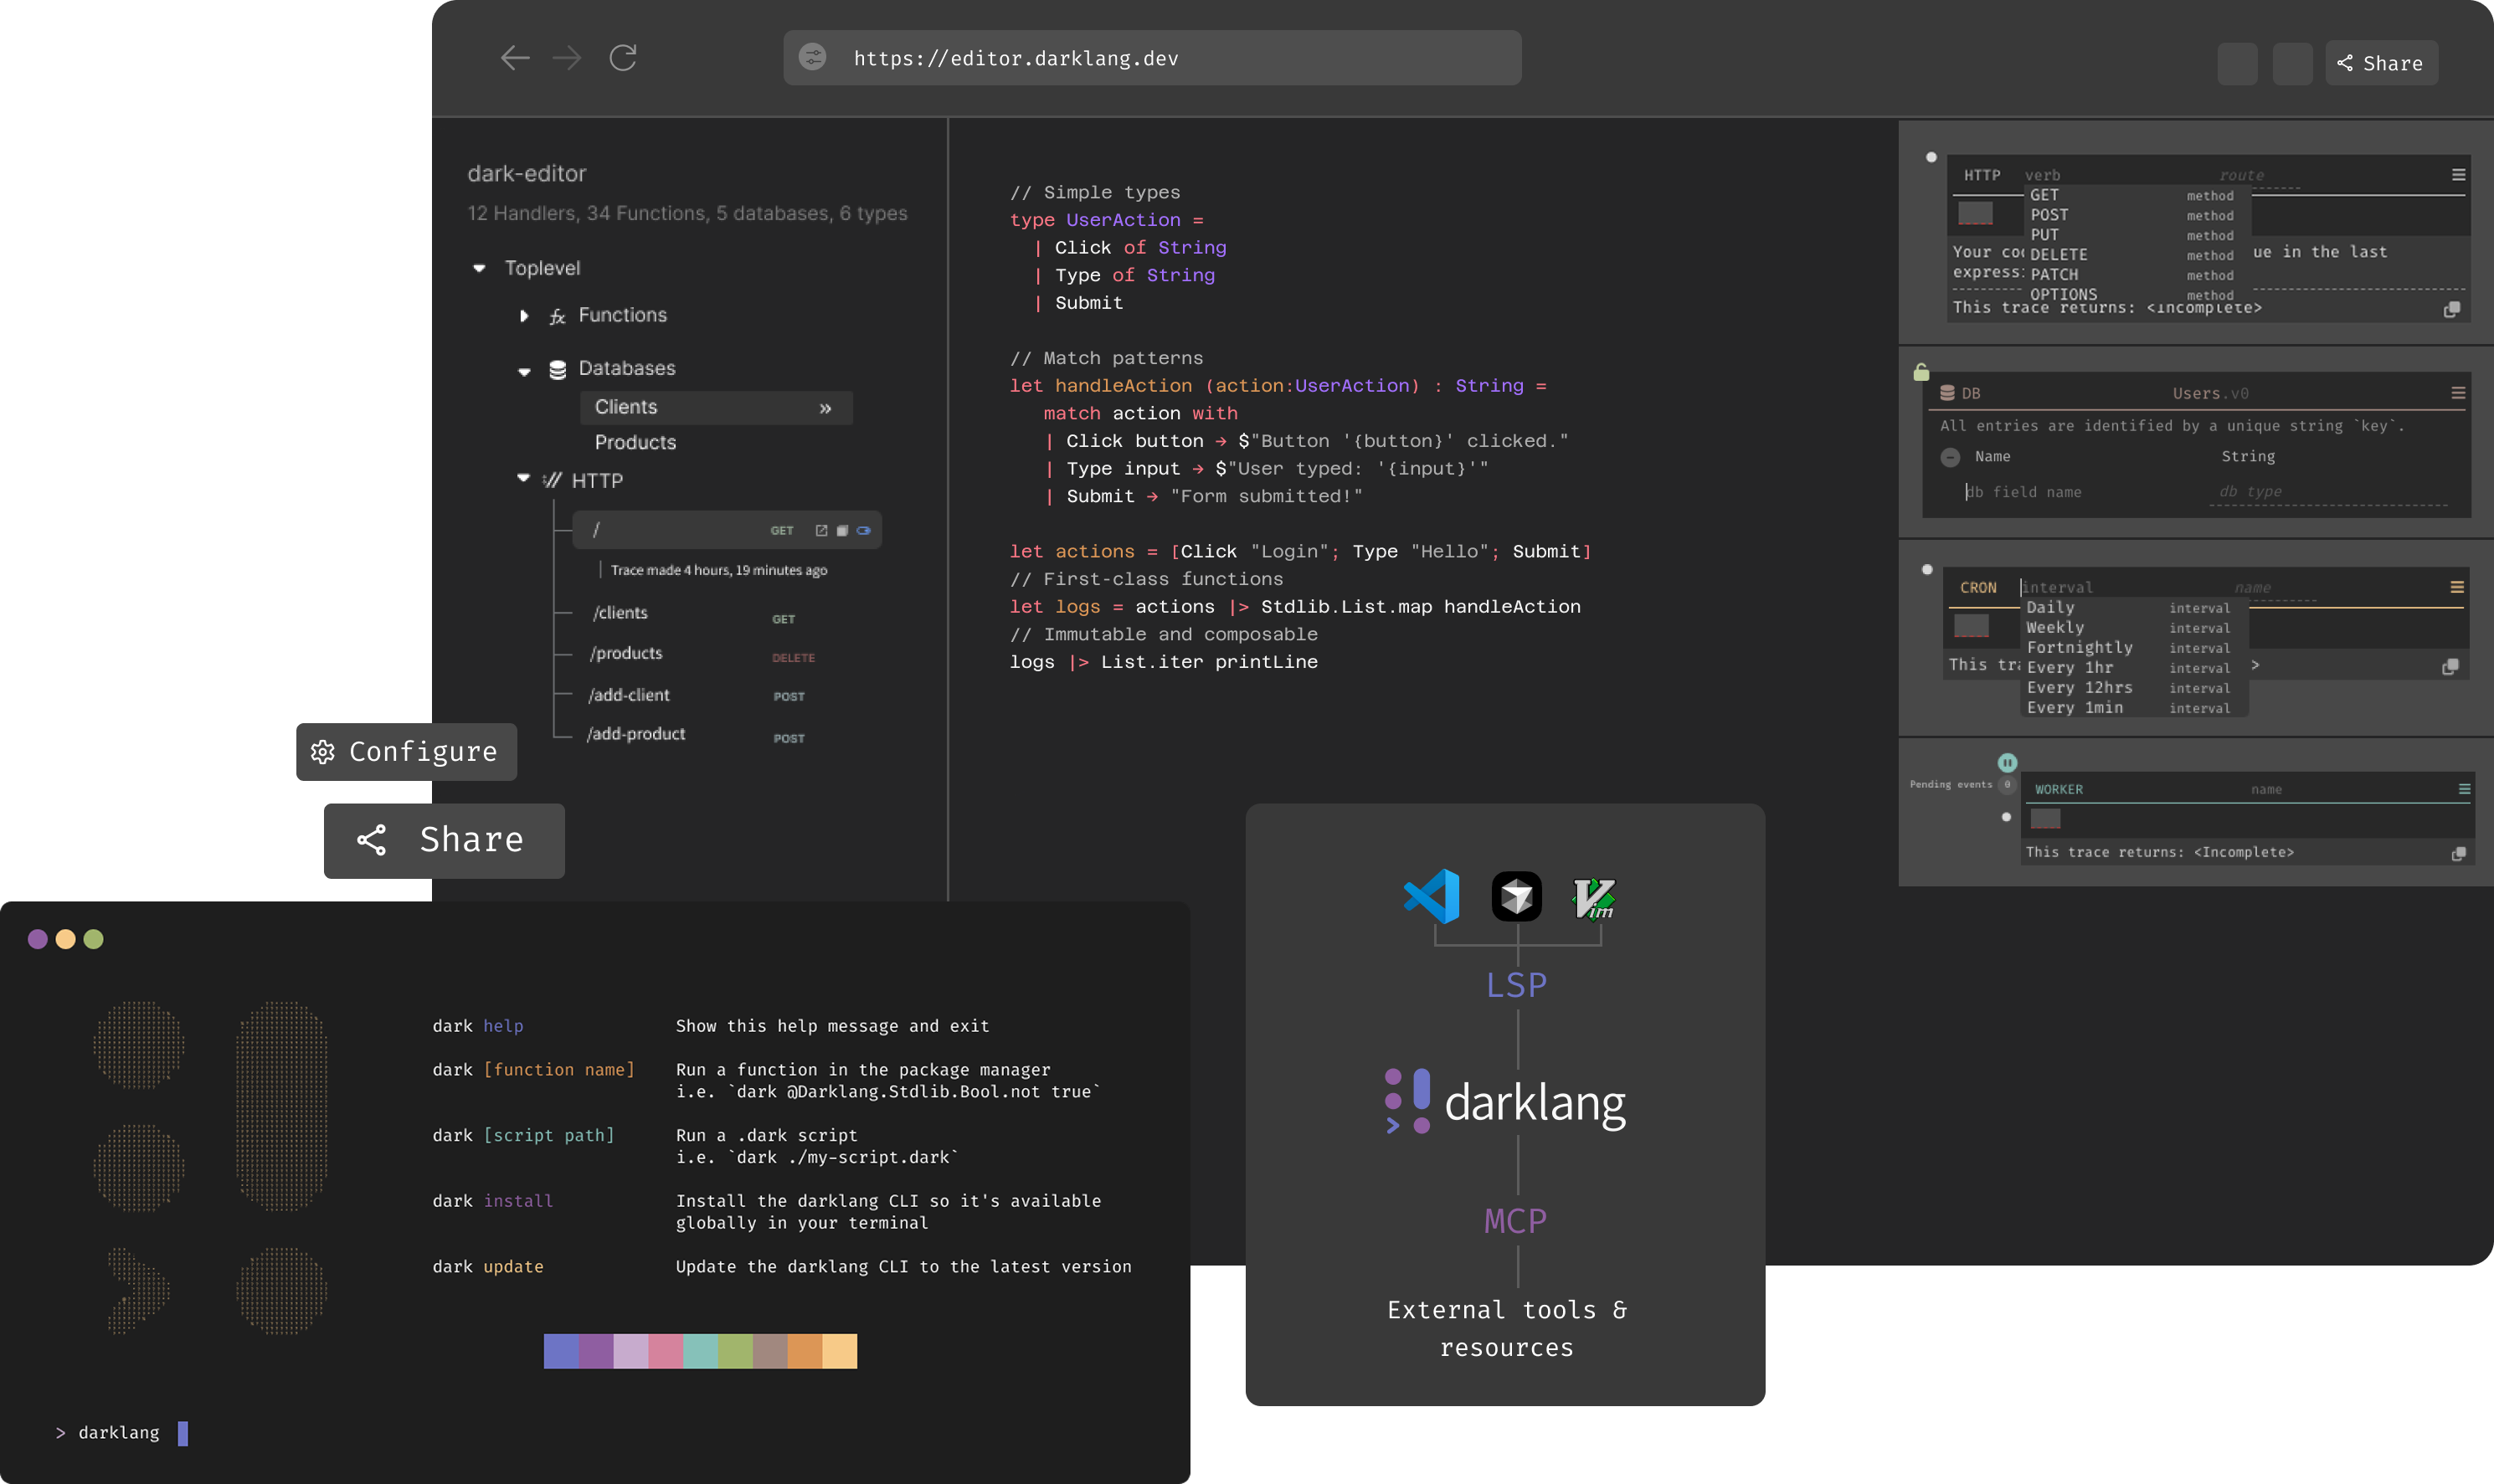 https://editor.darklang.dev
Share
dark-editor
12 Handlers, 34 Functions, 5 databases, 6 types
Toplevel
fx Functions
Databases
Clients »
Products
:// HTTP
/ GET
Trace made 4 hours, 19 minutes ago
/clients GET
/products DELETE
/add-client POST
/add-product POST
// Simple types
type UserAction =
| Click of String
| Type of String
| Submit
// Match patterns
let handleAction (action:UserAction) : String =
match action with
| Click button → $"Button '{button}' clicked."
| Type input → $"User typed: '{input}'"
| Submit → "Form submitted!"
let actions = [Click "Login"; Type "Hello"; Submit]
// First-class functions
let logs = actions |> Stdlib.List.map handleAction
// Immutable and composable
logs |> List.iter printLine
HTTP verb route
GET method
POST method
PUT method
DELETE method
PATCH method
OPTIONS method
Your ue in the last
This trace returns: <Incomplete>
DB Users.v0
All entries are identified by a unique string `key`.
Name String
db field name db type
CRON interval name
Daily interval
Weekly interval
Fortnightly interval
Every 1hr interval
Every 12hrs interval
Every 1min interval
This >
Pending events 0
WORKER name
This trace returns: <Incomplete>
Configure
Share
dark help Show this help message and exit
dark [function name] Run a function in the package manager
i.e. `dark @Darklang.Stdlib.Bool.not true`
dark [script path] Run a .dark script
i.e. `dark ./my-script.dark`
dark install Install the darklang CLI so it's available
globally in your terminal
dark update Update the darklang CLI to the latest version
> darklang
Vim
LSP
darklang
MCP
External tools &
resources